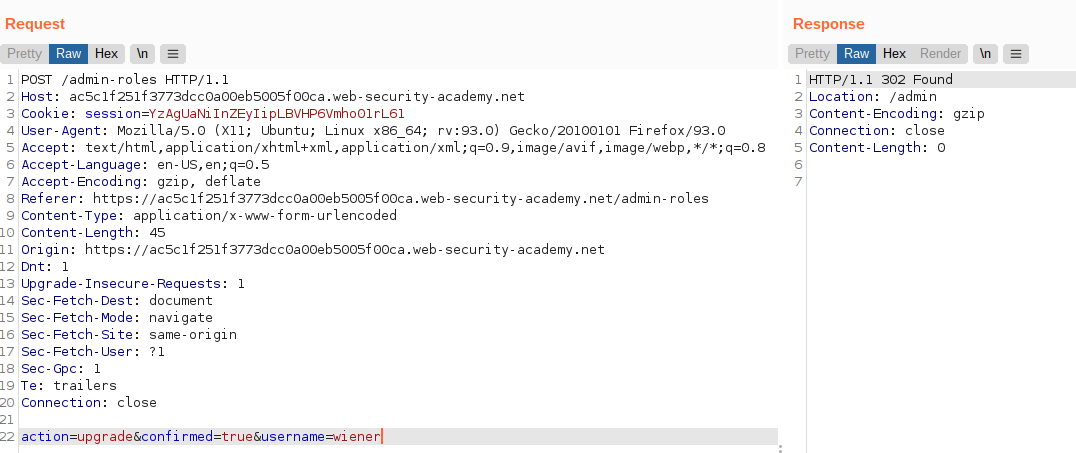 Request
Pretty Raw Hex \n ≡
1 POST /admin-roles HTTP/1.1
2 Host: ac5c1f251f3773dcc0a00eb5005f00ca.web-security-academy.net
3 Cookie: session=YzAgUaNiInZEyIipLBVHP6Vmho01rL61
4 User-Agent: Mozilla/5.0 (X11; Ubuntu; Linux x86_64; rv:93.0) Gecko/20100101 Firefox/93.0
5 Accept: text/html,application/xhtml+xml,application/xml;q=0.9,image/avif,image/webp,*/*;q=0.8
6 Accept-Language: en-US,en;q=0.5
7 Accept-Encoding: gzip, deflate
8 Referer: https://ac5c1f251f3773dcc0a00eb5005f00ca.web-security-academy.net/admin-roles
9 Content-Type: application/x-www-form-urlencoded
10 Content-Length: 45
11 Origin: https://ac5c1f251f3773dcc0a00eb5005f00ca.web-security-academy.net
12 Dnt: 1
13 Upgrade-Insecure-Requests: 1
14 Sec-Fetch-Dest: document
15 Sec-Fetch-Mode: navigate
16 Sec-Fetch-Site: same-origin
17 Sec-Fetch-User: ?1
18 Sec-Gpc: 1
19 Te: trailers
20 Connection: close
21
22 action=upgrade&confirmed=true&username=wiener
Response
Pretty Raw Hex Render \n ≡
1 HTTP/1.1 302 Found
2 Location: /admin
3 Content-Encoding: gzip
4 Connection: close
5 Content-Length: 0
6
7